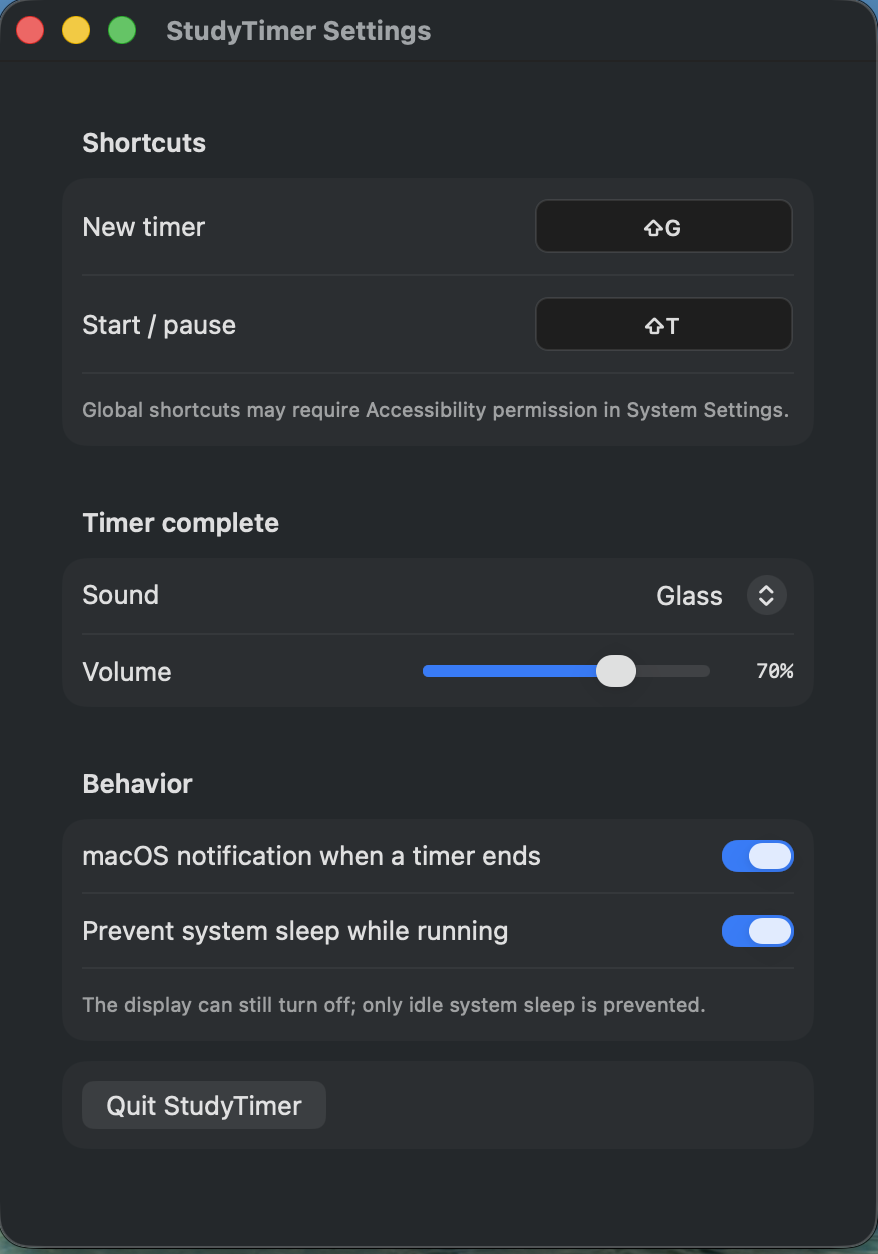 StudyTimer Settings
Shortcuts
New timer
⇧G
Start / pause
⇧T
Global shortcuts may require Accessibility permission in System Settings.
Timer complete
Sound
Glass
Volume
70%
Behavior
macOS notification when a timer ends
Prevent system sleep while running
The display can still turn off; only idle system sleep is prevented.
Quit StudyTimer